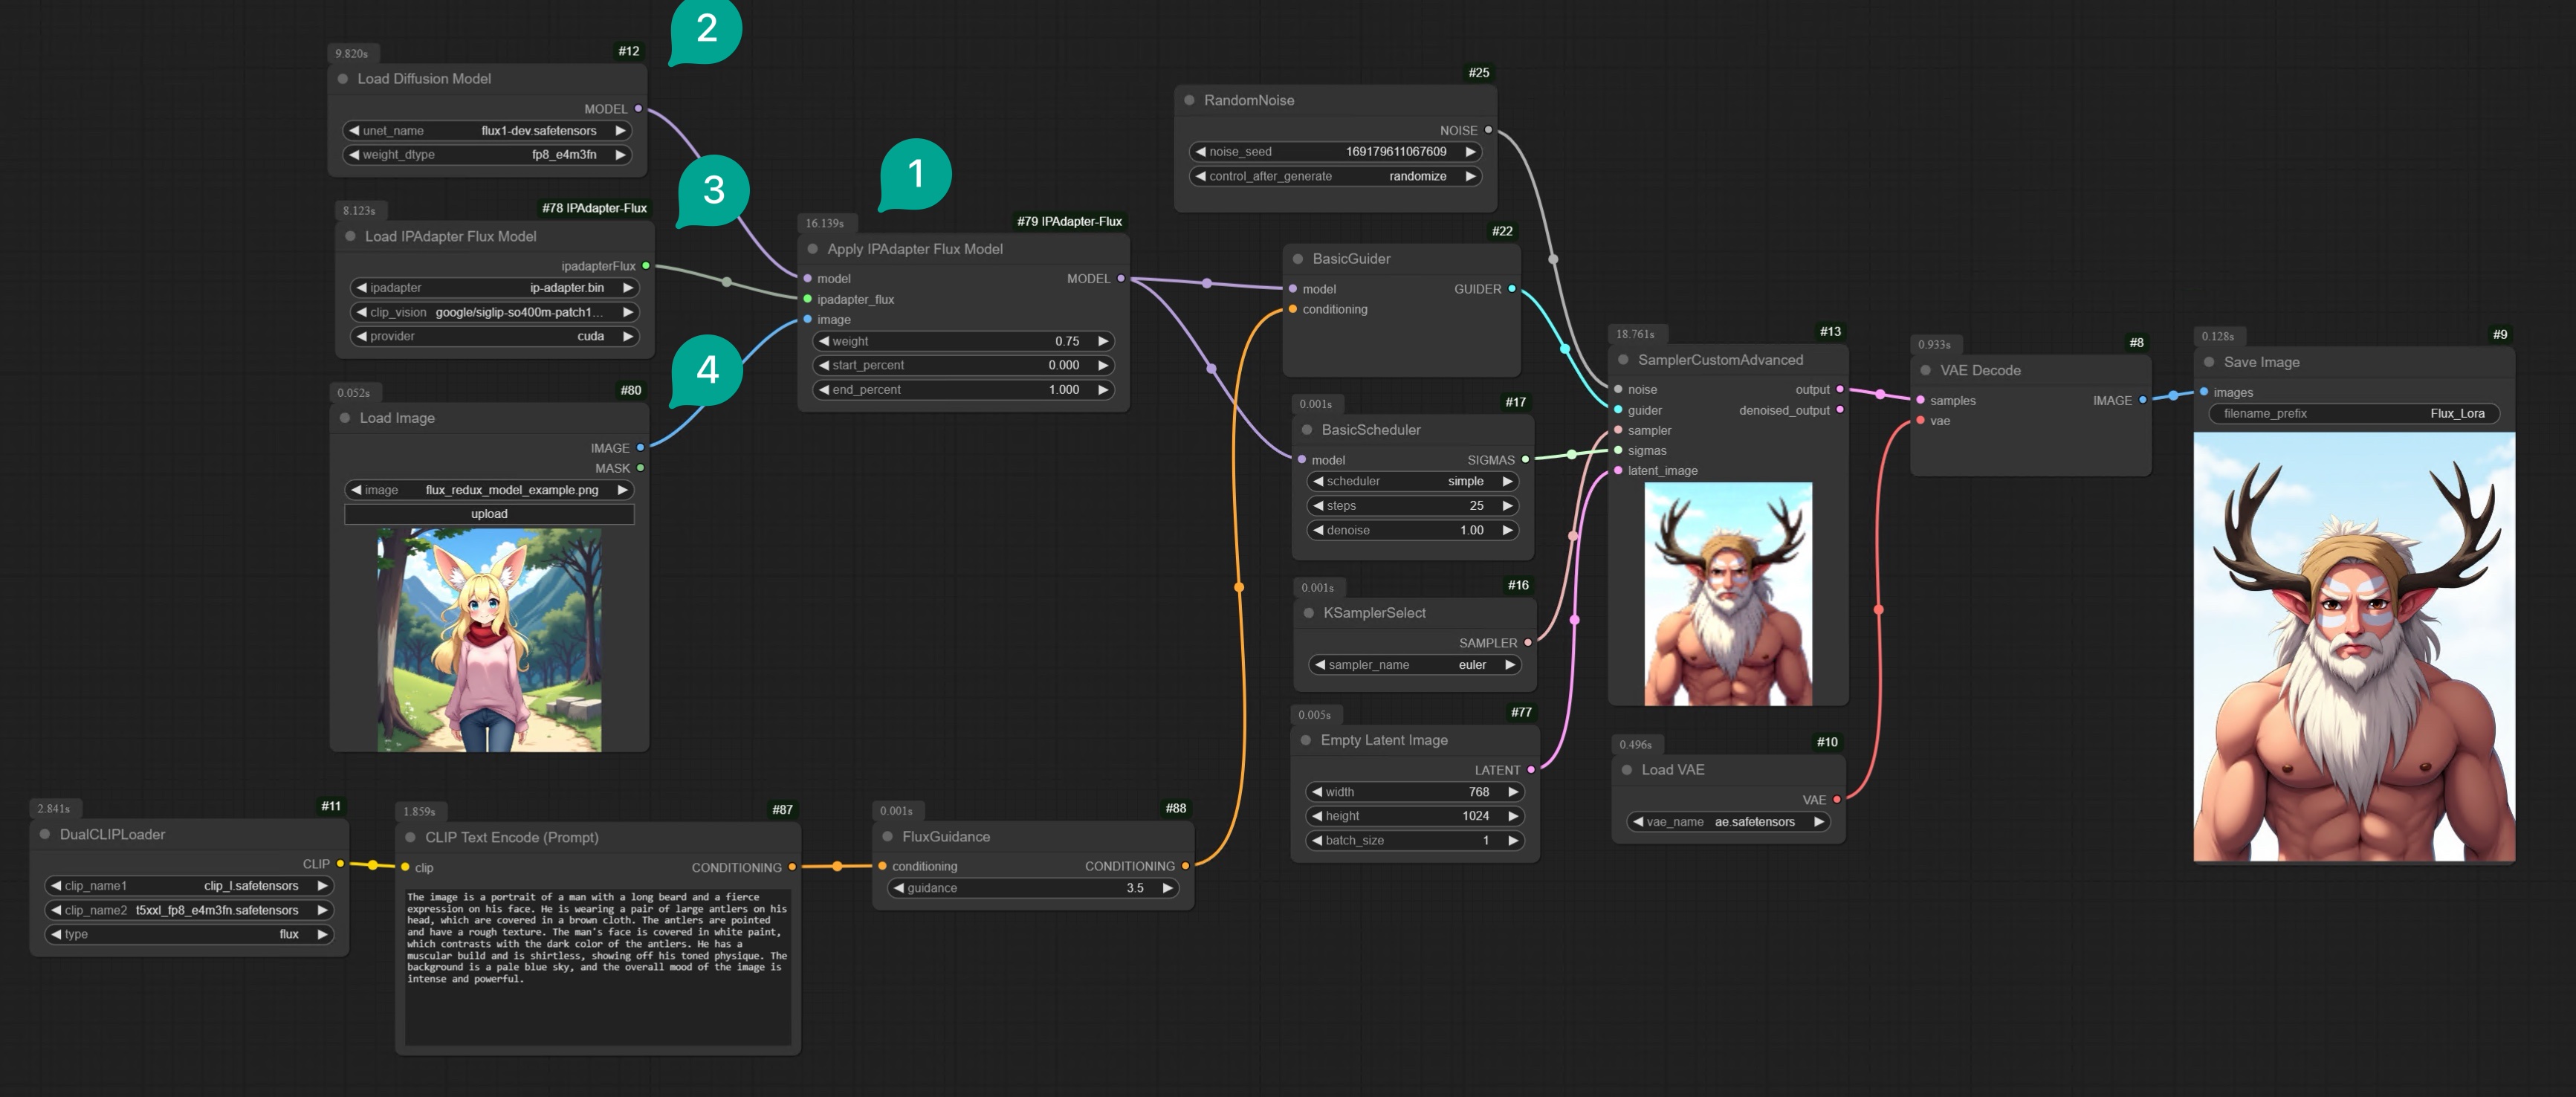 2
9.820s
#12
Load Diffusion Model
MODEL
unet_name flux1-dev.safetensors
weight_dtype fp8_e4m3fn
3
8.123s
#78 IPAdapter-Flux
Load IPAdapter Flux Model
ipadapterFlux
ipadapter ip-adapter.bin
clip_vision google/siglip-so400m-patch1...
provider cuda
4
0.052s
#80
Load Image
IMAGE
MASK
image flux_redux_model_example.png
upload
1
16.139s
#79 IPAdapter-Flux
Apply IPAdapter Flux Model
model MODEL
ipadapter_flux
image
weight 0.75
start_percent 0.000
end_percent 1.000
2.841s
#11
DualCLIPLoader
CLIP
clip_name1 clip_l.safetensors
clip_name2 t5xxl_fp8_e4m3fn.safetensors
type flux
1.859s
#87
CLIP Text Encode (Prompt)
clip CONDITIONING
The image is a portrait of a man with a long beard and a fierce
expression on his face. He is wearing a pair of large antlers on his
head, which are covered in a brown cloth. The antlers are pointed
and have a rough texture. The man's face is covered in white paint,
which contrasts with the dark color of the antlers. He has a
muscular build and is shirtless, showing off his toned physique. The
background is a pale blue sky, and the overall mood of the image is
intense and powerful.
0.001s
#88
FluxGuidance
conditioning CONDITIONING
guidance 3.5
#25
RandomNoise
NOISE
noise_seed 169179611067609
control_after_generate randomize
#22
BasicGuider
model GUIDER
conditioning
0.001s
#17
BasicScheduler
model SIGMAS
scheduler simple
steps 25
denoise 1.00
0.001s
#16
KSamplerSelect
SAMPLER
sampler_name euler
0.005s
#77
Empty Latent Image
LATENT
width 768
height 1024
batch_size 1
18.761s
#13
SamplerCustomAdvanced
noise output
guider denoised_output
sampler
sigmas
latent_image
0.496s
#10
Load VAE
VAE
vae_name ae.safetensors
0.933s
#8
VAE Decode
samples IMAGE
vae
0.128s
#9
Save Image
images
filename_prefix Flux_Lora